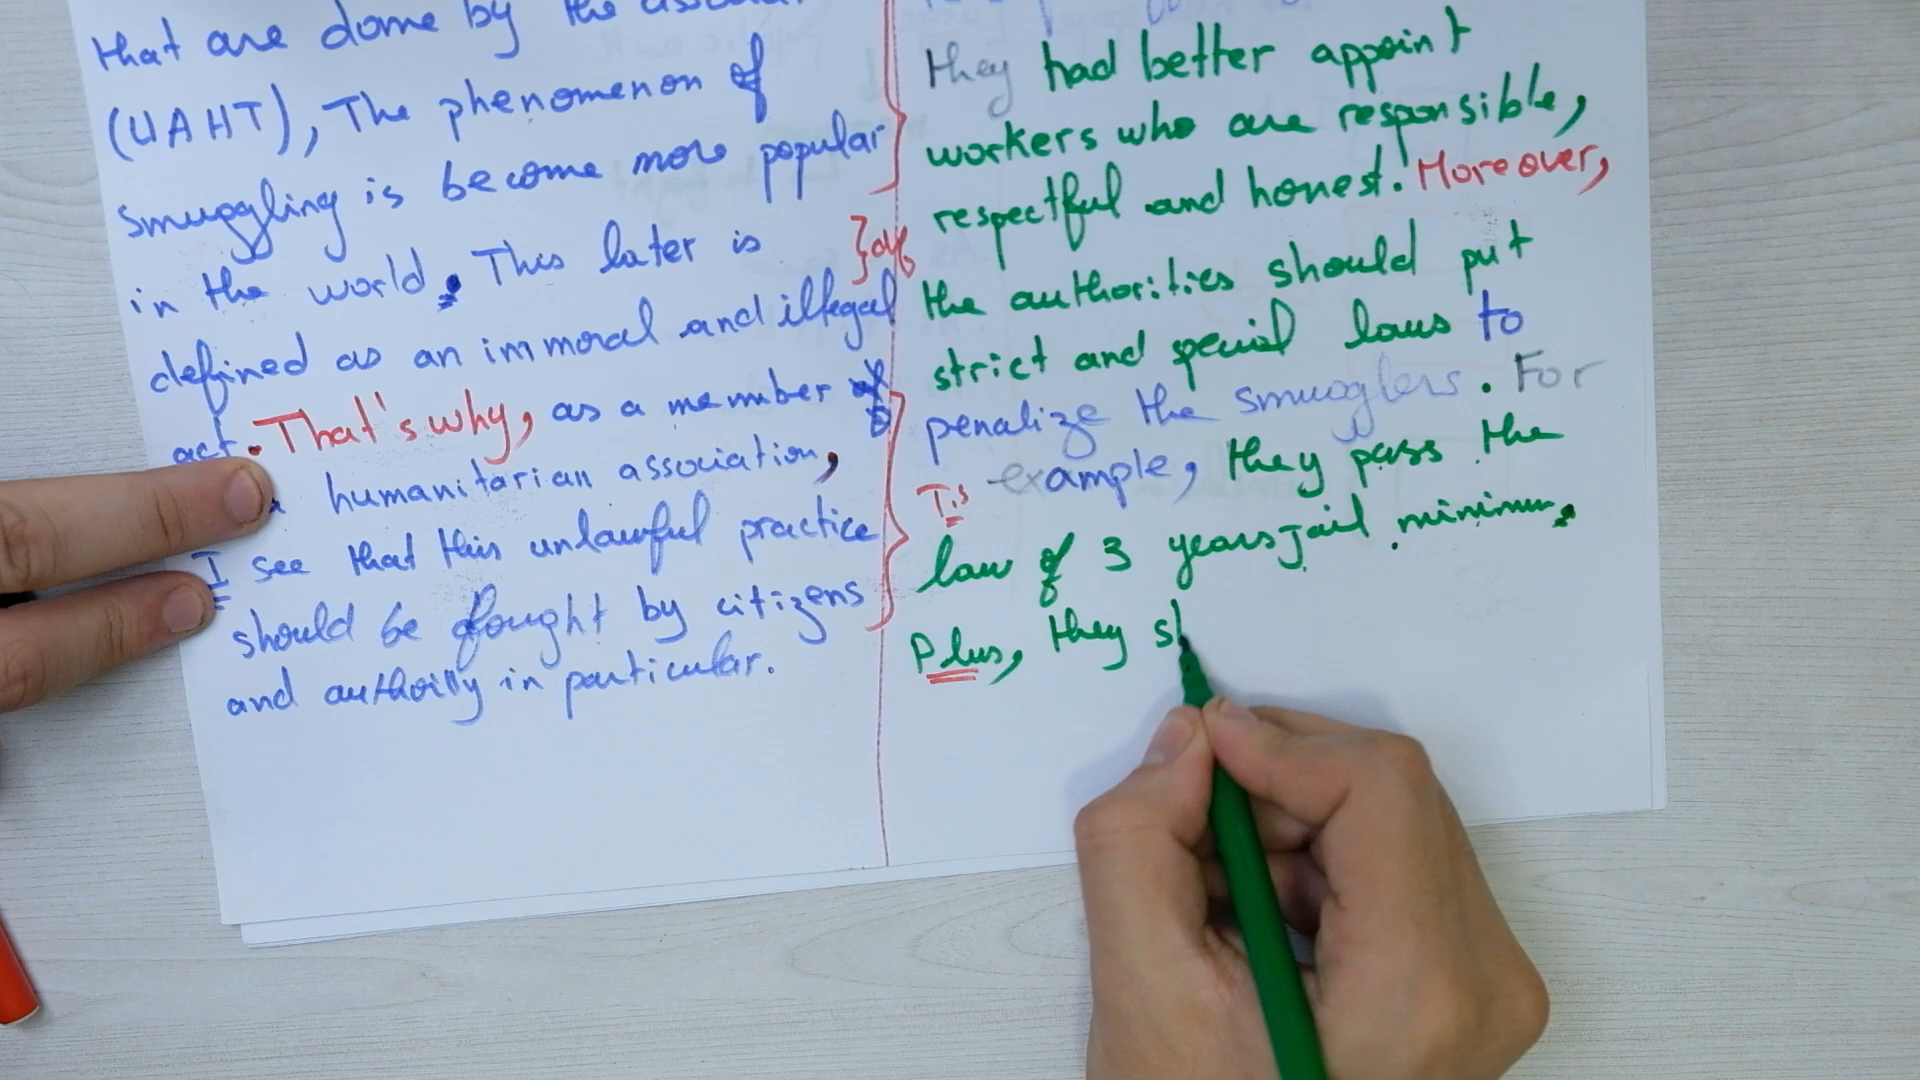 that are done by the
(UAHT), The phenomenon of
smuggling is become more popular
in the world. This later is
defined as an immoral and illegal
act. That's why, as a member of
a humanitarian association,
I see that this unlawful practice
should be fought by citizens
and authority in particular.
they had better appoint
workers who are responsible,
respectful and honest. Moreover,
the authorities should put
strict and special laws to
penalize the smugglers. For
T.s example, they pass the
law of 3 years jail minimum.
Plus, they sh